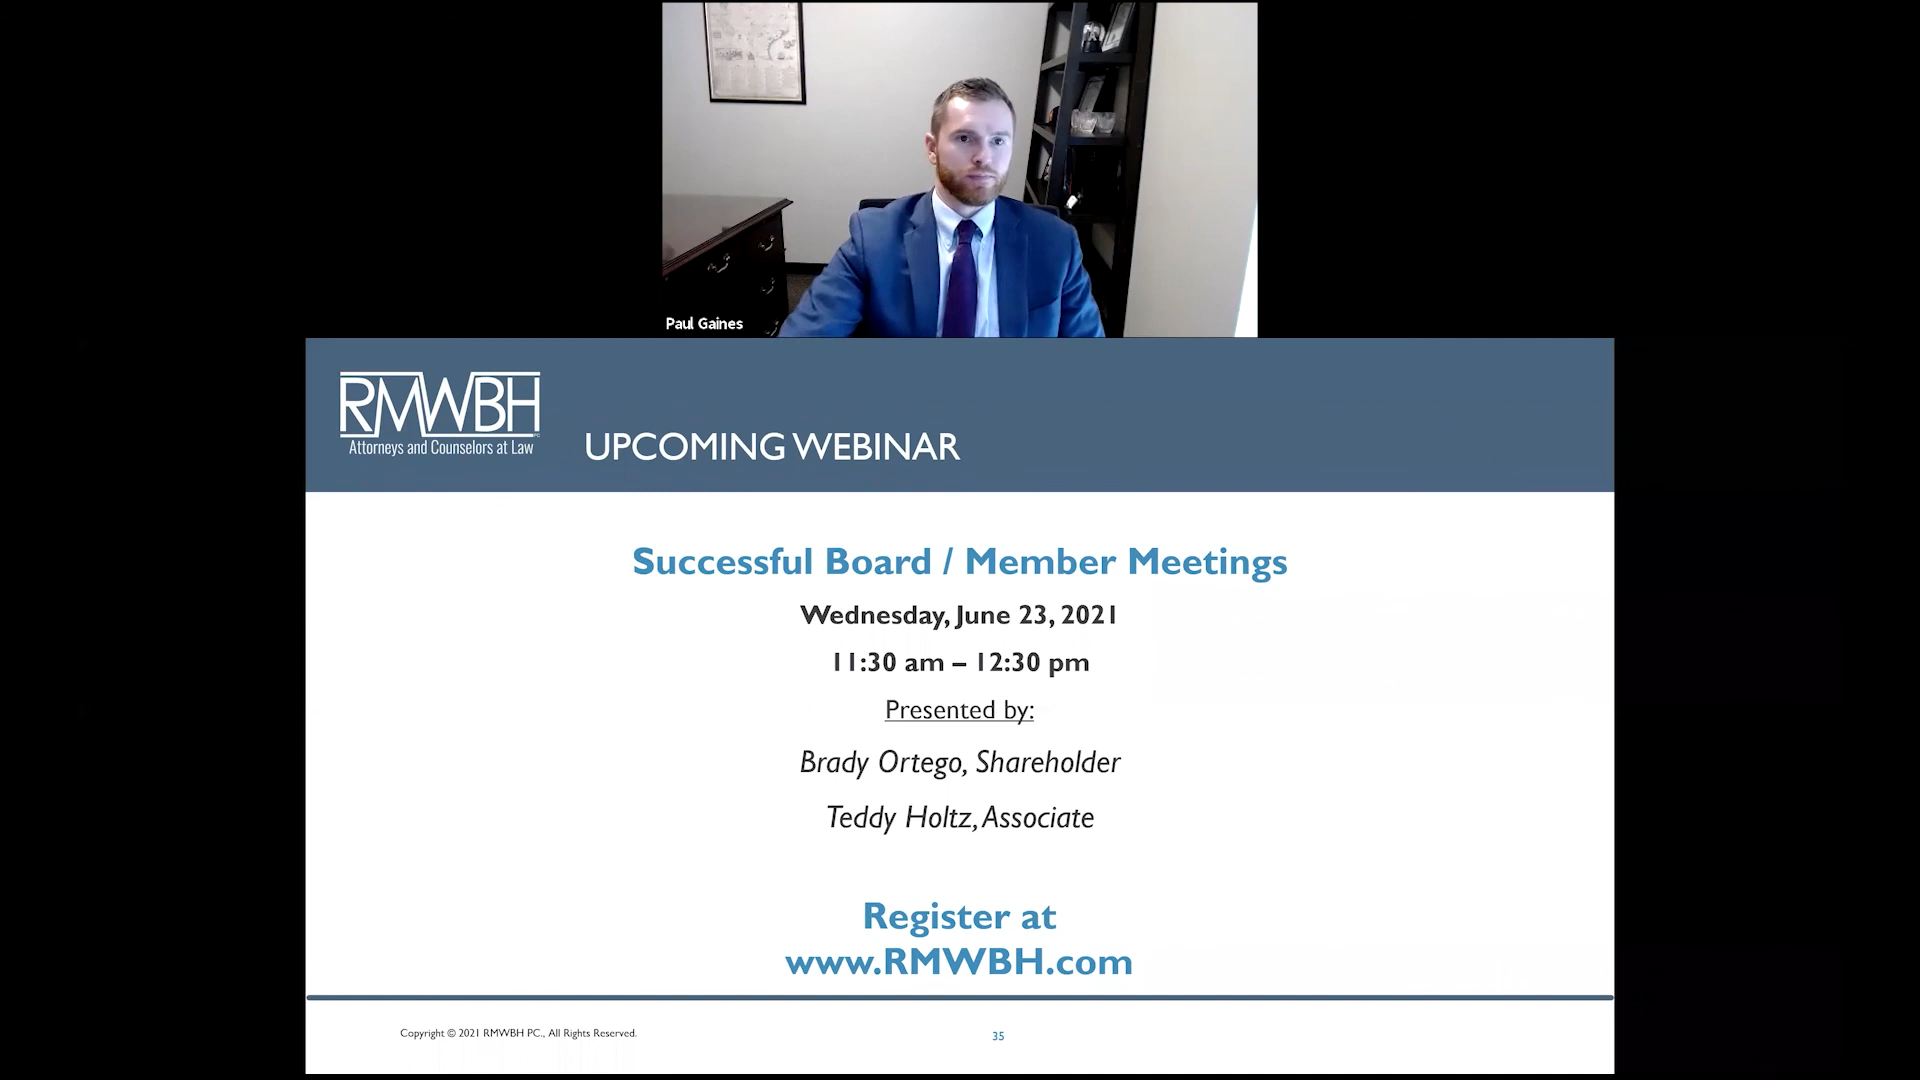 Paul Gaines
RMWBH
PC
Attorneys and Counselors at Law
UPCOMING WEBINAR
Successful Board / Member Meetings
Wednesday, June 23, 2021
11:30 am – 12:30 pm
Presented by:
Brady Ortego, Shareholder
Teddy Holtz, Associate
Register at
www.RMWBH.com
Copyright © 2021 RMWBH PC., All Rights Reserved.
35